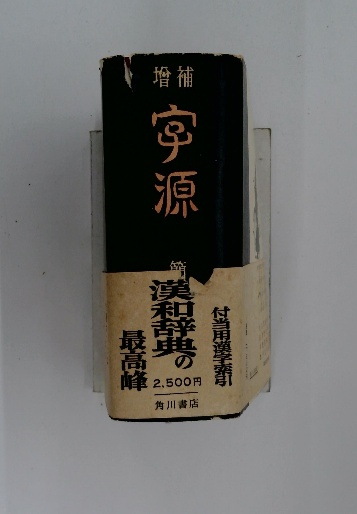 増補
字源
簡
付当用漢字索引
漢和辞典の
最高峰
2,500円
角川書店